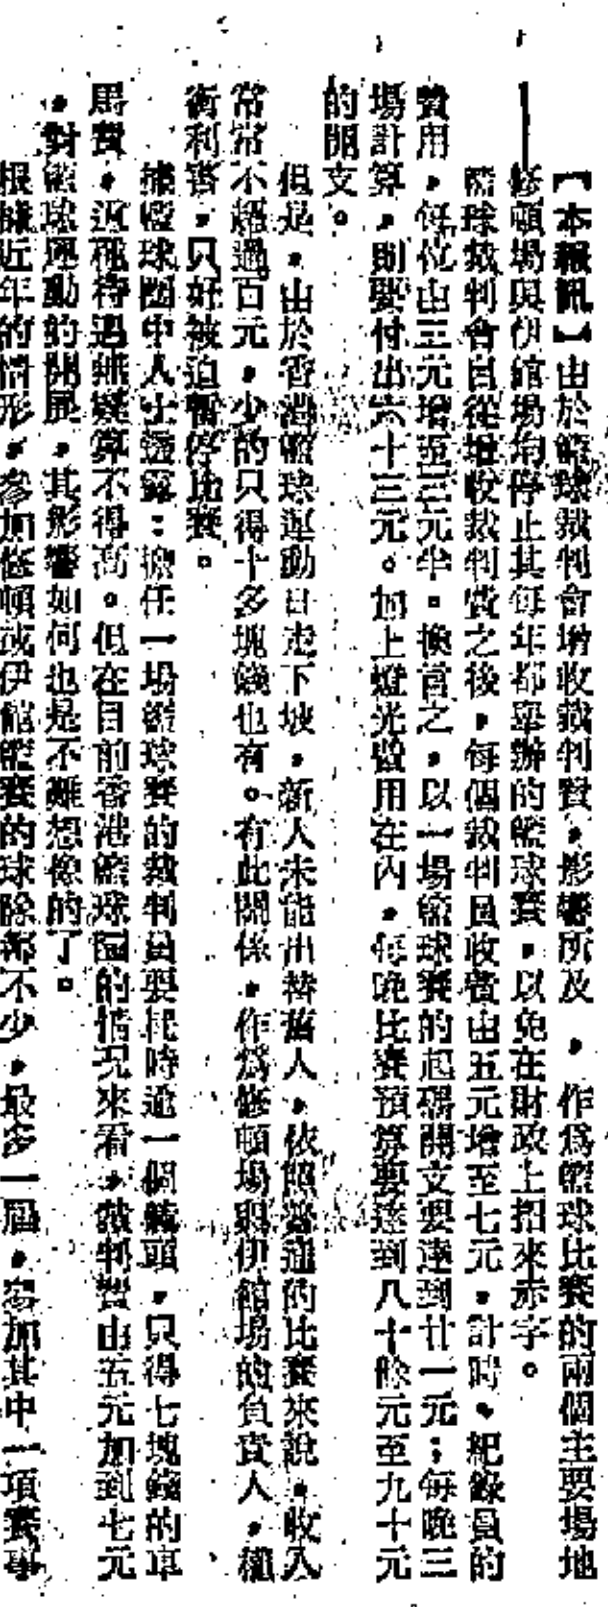 【本報訊】由於籃球裁判會增收裁判費,影響所及,作爲籃球比賽的兩個主要場地
修頓場與伊館場均停止其每年都舉辦的籃球賽,以免在財政上招來赤字。
籃球裁判會自從增收裁判費之後,每個裁判員收費由五元增至七元,計時,紀錄員的
費用,每位由三元增至三元半。換言之,以一場籃球賽的起碼開支要達到廿一元;每晚三
場計算,則要付出六十三元。加上燈光費用在內,每晚比賽預算要達到八十餘元至九十元
的開支。
但是,由於香港籃球運動日走下坡,新人未能出替舊人,依照普通的比賽來說,收入
常常不超過百元,少的只得十多塊錢也有。有此關係,作爲修頓場與伊館場的負責人,權
衡利害,只好被迫暫停比賽。
據籃球圈中人士透露:擔任一場籃球賽的裁判員要耗時逾一個鐘頭,只得七塊錢的車
馬費,這種待遇無疑算不得高。但在目前香港籃球圈的情況來看,裁判費由五元加到七元
,對籃球運動的開展,其影響如何也是不難想像的了。
根據近年的情形,參加修頓或伊館籃賽的球隊都不少,最多一屆,參加其中一項賽事